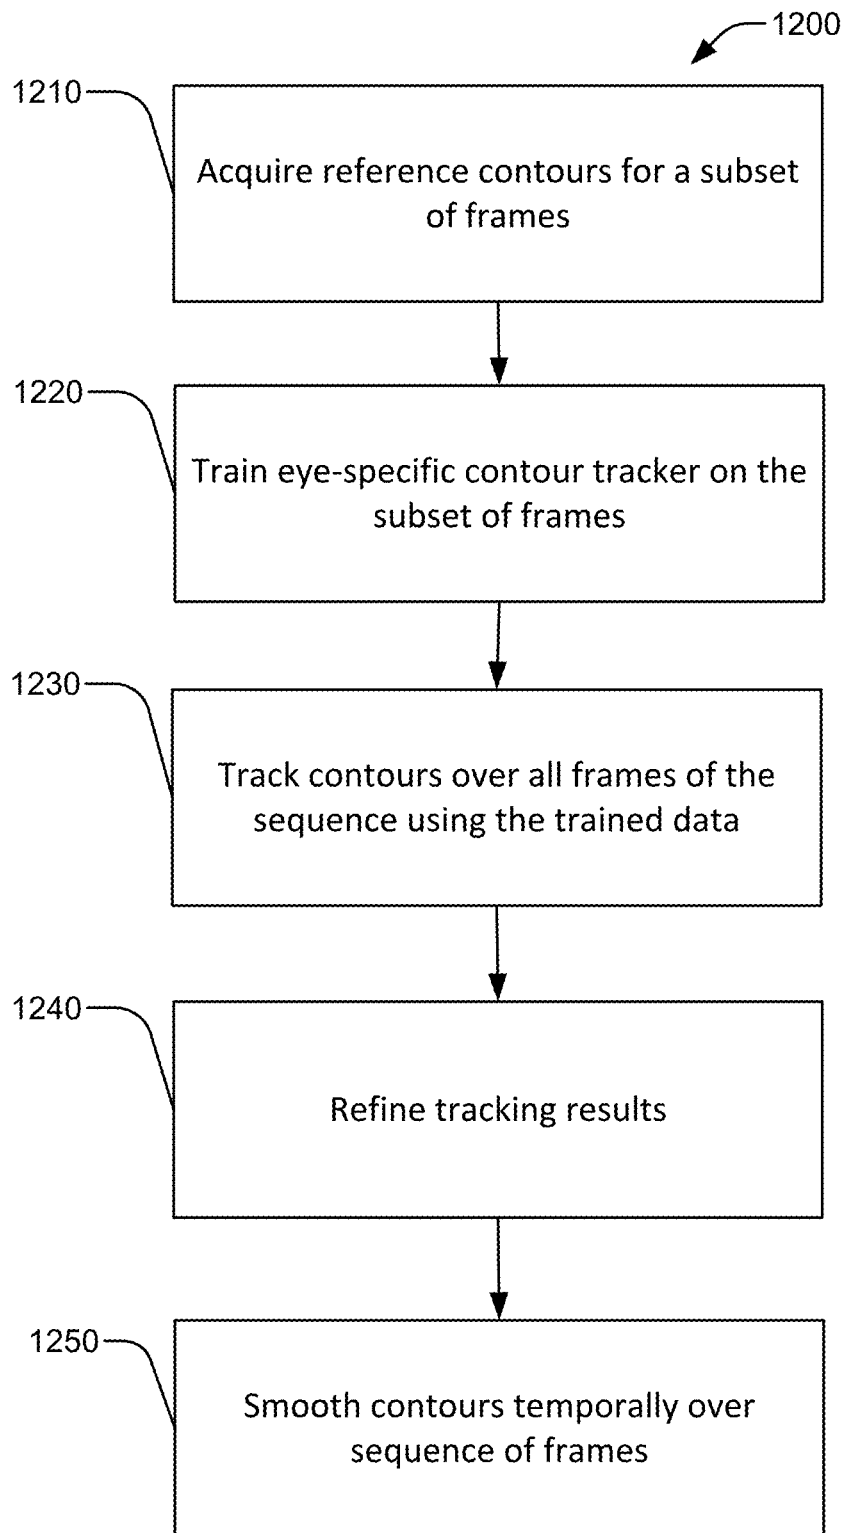 1200
1210
Acquire reference contours for a subset
of frames
1220
Train eye-specific contour tracker on the
subset of frames
1230
Track contours over all frames of the
sequence using the trained data
1240
Refine tracking results
1250
Smooth contours temporally over
sequence of frames